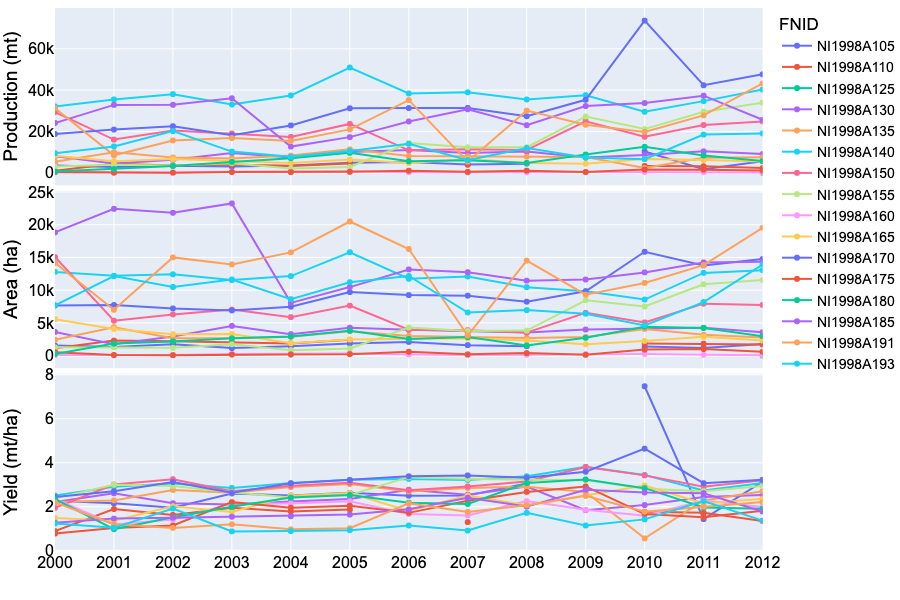 Production (mt)
60k
40k
20k
0
Area (ha)
25k
20k
15k
10k
5k
0
Yield (mt/ha)
8
6
4
2
0
2000 2001 2002 2003 2004 2005 2006 2007 2008 2009 2010 2011 2012
FNID
NI1998A105
NI1998A110
NI1998A125
NI1998A130
NI1998A135
NI1998A140
NI1998A150
NI1998A155
NI1998A160
NI1998A165
NI1998A170
NI1998A175
NI1998A180
NI1998A185
NI1998A191
NI1998A193